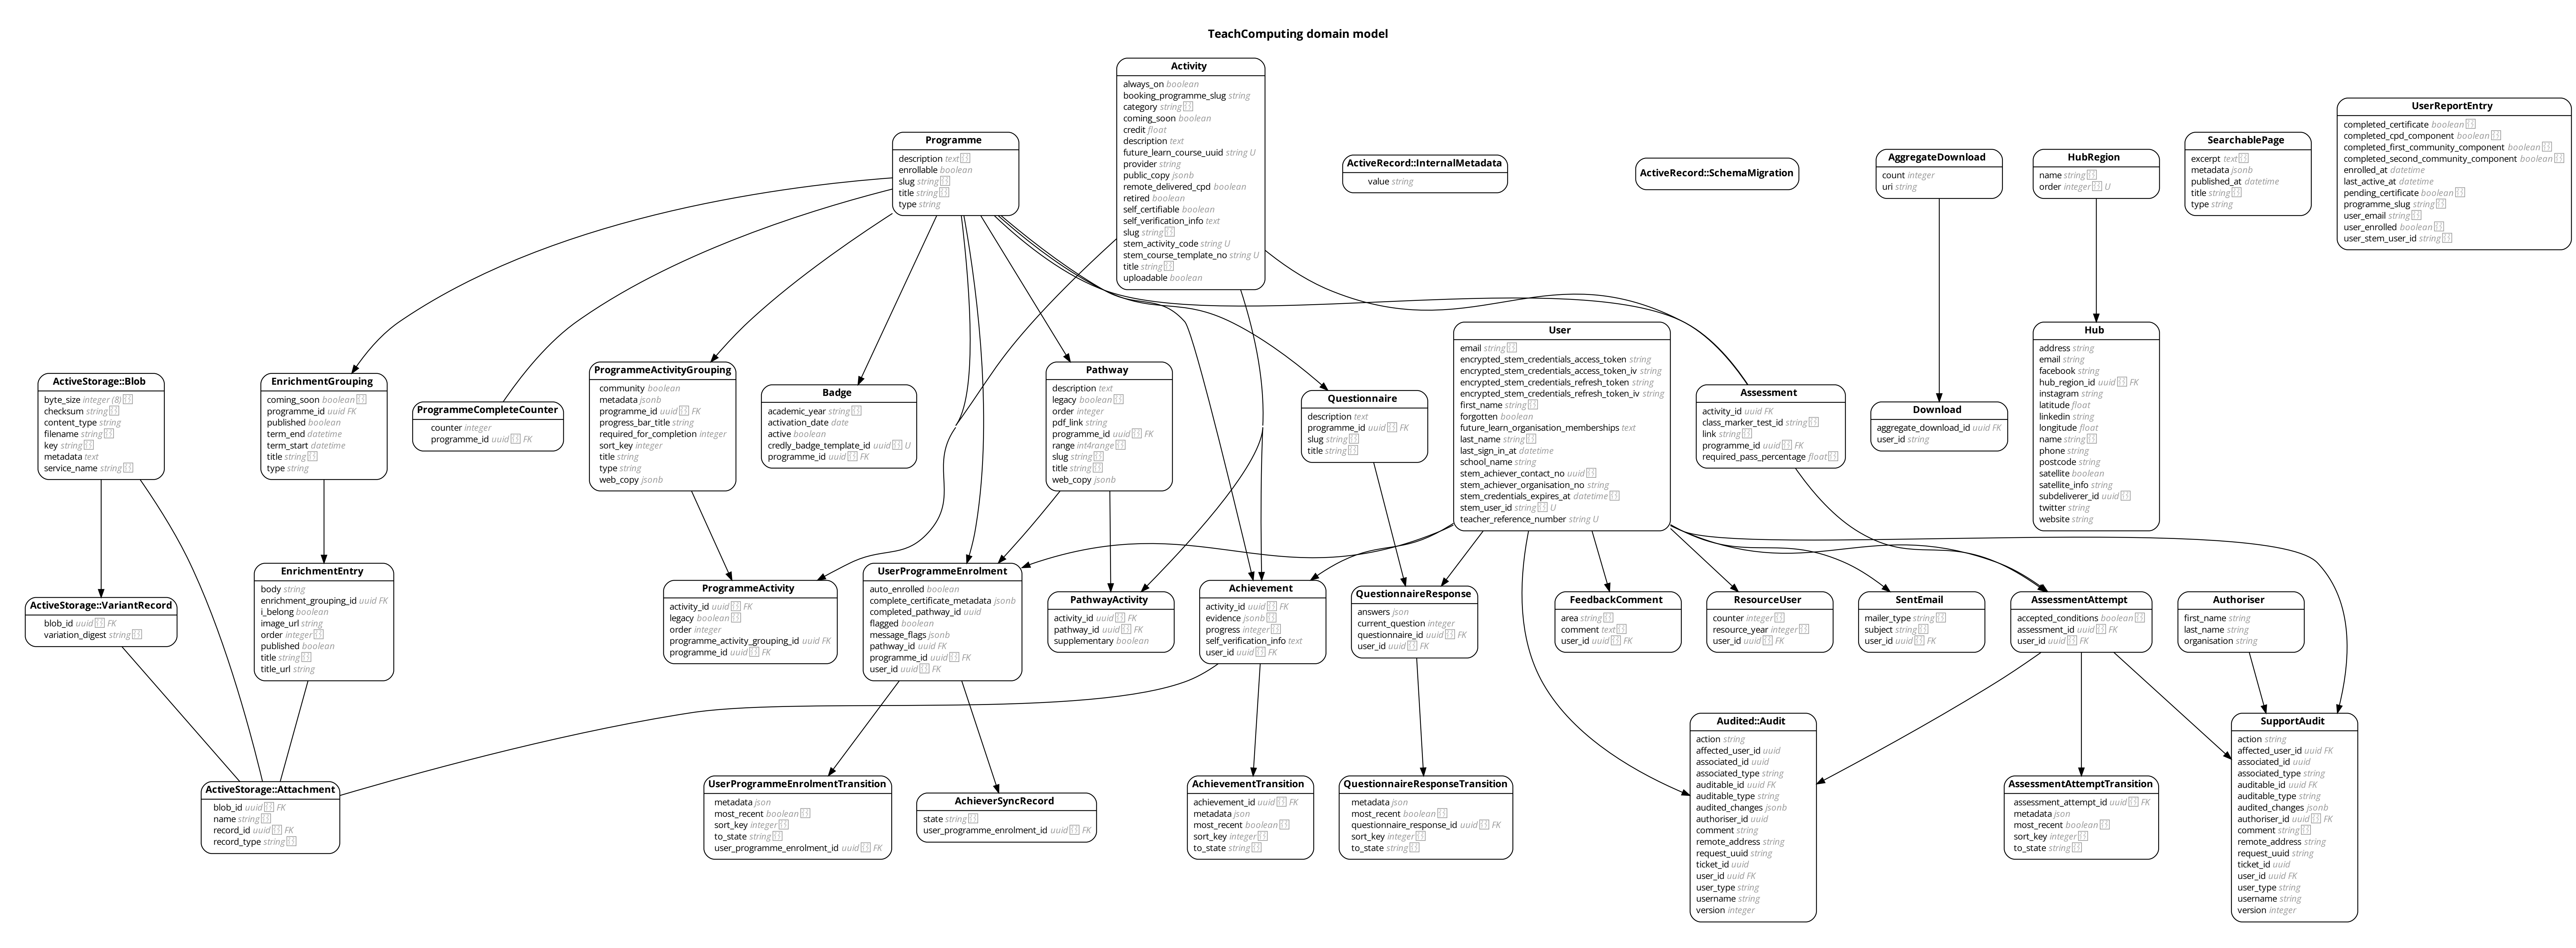 TeachComputing domain model
Activity
always_on boolean
booking_programme_slug string
category string
coming_soon boolean
credit float
description text
future_learn_course_uuid string U
provider string
public_copy jsonb
remote_delivered_cpd boolean
retired boolean
self_certifiable boolean
self_verification_info text
slug string
stem_activity_code string U
stem_course_template_no string U
title string
uploadable boolean
Programme
description text
enrollable boolean
slug string
title string
type string
ActiveRecord::InternalMetadata
value string
ActiveRecord::SchemaMigration
AggregateDownload
count integer
uri string
HubRegion
name string
order integer U
SearchablePage
excerpt text
metadata jsonb
published_at datetime
title string
type string
UserReportEntry
completed_certificate boolean
completed_cpd_component boolean
completed_first_community_component boolean
completed_second_community_component boolean
enrolled_at datetime
last_active_at datetime
pending_certificate boolean
programme_slug string
user_email string
user_enrolled boolean
user_stem_user_id string
ActiveStorage::Blob
byte_size integer (8)
checksum string
content_type string
filename string
key string
metadata text
service_name string
EnrichmentGrouping
coming_soon boolean
programme_id uuid FK
published boolean
term_end datetime
term_start datetime
title string
type string
ProgrammeCompleteCounter
counter integer
programme_id uuid FK
ProgrammeActivityGrouping
community boolean
metadata jsonb
programme_id uuid FK
progress_bar_title string
required_for_completion integer
sort_key integer
title string
type string
web_copy jsonb
Badge
academic_year string
activation_date date
active boolean
credly_badge_template_id uuid U
programme_id uuid FK
Pathway
description text
legacy boolean
order integer
pdf_link string
programme_id uuid FK
range int4range
slug string
title string
web_copy jsonb
Questionnaire
description text
programme_id uuid FK
slug string
title string
User
email string
encrypted_stem_credentials_access_token string
encrypted_stem_credentials_access_token_iv string
encrypted_stem_credentials_refresh_token string
encrypted_stem_credentials_refresh_token_iv string
first_name string
forgotten boolean
future_learn_organisation_memberships text
last_name string
last_sign_in_at datetime
school_name string
stem_achiever_contact_no uuid
stem_achiever_organisation_no string
stem_credentials_expires_at datetime
stem_user_id string U
teacher_reference_number string U
Assessment
activity_id uuid FK
class_marker_test_id string
link string
programme_id uuid FK
required_pass_percentage float
Download
aggregate_download_id uuid FK
user_id string
Hub
address string
email string
facebook string
hub_region_id uuid FK
instagram string
latitude float
linkedin string
longitude float
name string
phone string
postcode string
satellite boolean
satellite_info string
subdeliverer_id uuid
twitter string
website string
ActiveStorage::VariantRecord
blob_id uuid FK
variation_digest string
EnrichmentEntry
body string
enrichment_grouping_id uuid FK
i_belong boolean
image_url string
order integer
published boolean
title string
title_url string
ProgrammeActivity
activity_id uuid FK
legacy boolean
order integer
programme_activity_grouping_id uuid FK
programme_id uuid FK
UserProgrammeEnrolment
auto_enrolled boolean
complete_certificate_metadata jsonb
completed_pathway_id uuid
flagged boolean
message_flags jsonb
pathway_id uuid FK
programme_id uuid FK
user_id uuid FK
PathwayActivity
activity_id uuid FK
pathway_id uuid FK
supplementary boolean
Achievement
activity_id uuid FK
evidence jsonb
progress integer
self_verification_info text
user_id uuid FK
QuestionnaireResponse
answers json
current_question integer
questionnaire_id uuid FK
user_id uuid FK
FeedbackComment
area string
comment text
user_id uuid FK
ResourceUser
counter integer
resource_year integer
user_id uuid FK
SentEmail
mailer_type string
subject string
user_id uuid FK
AssessmentAttempt
accepted_conditions boolean
assessment_id uuid FK
user_id uuid FK
Authoriser
first_name string
last_name string
organisation string
ActiveStorage::Attachment
blob_id uuid FK
name string
record_id uuid FK
record_type string
UserProgrammeEnrolmentTransition
metadata json
most_recent boolean
sort_key integer
to_state string
user_programme_enrolment_id uuid FK
AchieverSyncRecord
state string
user_programme_enrolment_id uuid FK
AchievementTransition
achievement_id uuid FK
metadata json
most_recent boolean
sort_key integer
to_state string
QuestionnaireResponseTransition
metadata json
most_recent boolean
questionnaire_response_id uuid FK
sort_key integer
to_state string
Audited::Audit
action string
affected_user_id uuid
associated_id uuid
associated_type string
auditable_id uuid FK
auditable_type string
audited_changes jsonb
authoriser_id uuid
comment string
remote_address string
request_uuid string
ticket_id uuid
user_id uuid FK
user_type string
username string
version integer
AssessmentAttemptTransition
assessment_attempt_id uuid FK
metadata json
most_recent boolean
sort_key integer
to_state string
SupportAudit
action string
affected_user_id uuid FK
associated_id uuid
associated_type string
auditable_id uuid FK
auditable_type string
audited_changes jsonb
authoriser_id uuid FK
comment string
remote_address string
request_uuid string
ticket_id uuid
user_id uuid FK
user_type string
username string
version integer